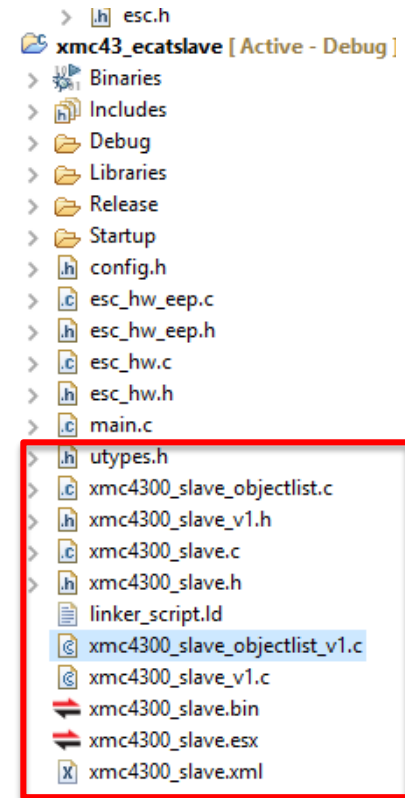 esc.h
xmc43_ecatslave [ Active - Debug ]
Binaries
Includes
Debug
Libraries
Release
Startup
config.h
esc_hw_eep.c
esc_hw_eep.h
esc_hw.c
esc_hw.h
main.c
utypes.h
xmc4300_slave_objectlist.c
xmc4300_slave_v1.h
xmc4300_slave.c
xmc4300_slave.h
linker_script.ld
xmc4300_slave_objectlist_v1.c
xmc4300_slave_v1.c
xmc4300_slave.bin
xmc4300_slave.esx
xmc4300_slave.xml